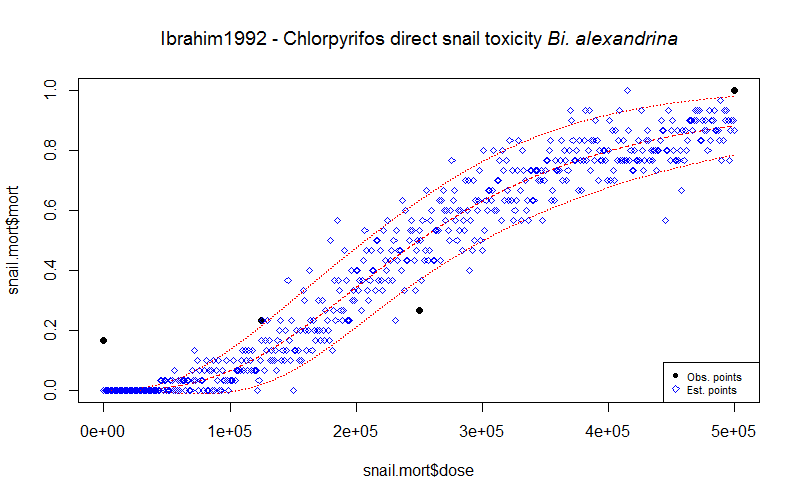 Ibrahim1992 - Chlorpyrifos direct snail toxicity Bi. alexandrina
snail.mort$mort
1.0
0.8
0.6
0.4
0.2
0.0
Obs. points
Est. points
0e+00
1e+05
2e+05
3e+05
4e+05
5e+05
snail.mort$dose